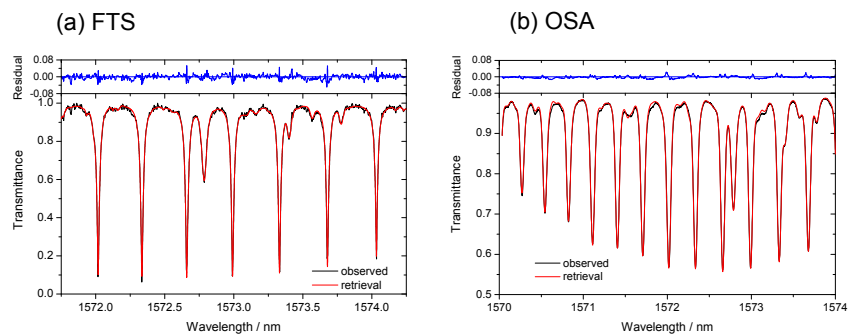 (a) FTS
Residual
0.08
0.00
-0.08
Transmittance
1.0
0.8
0.6
0.4
0.2
0.0
observed
retrieval
1572.0
1572.5
1573.0
1573.5
1574.0
Wavelength / nm
(b) OSA
Residual
0.08
0.00
-0.08
Transmittance
0.9
0.8
0.7
0.6
0.5
observed
retrieval
1570
1571
1572
1573
1574
Wavelength / nm